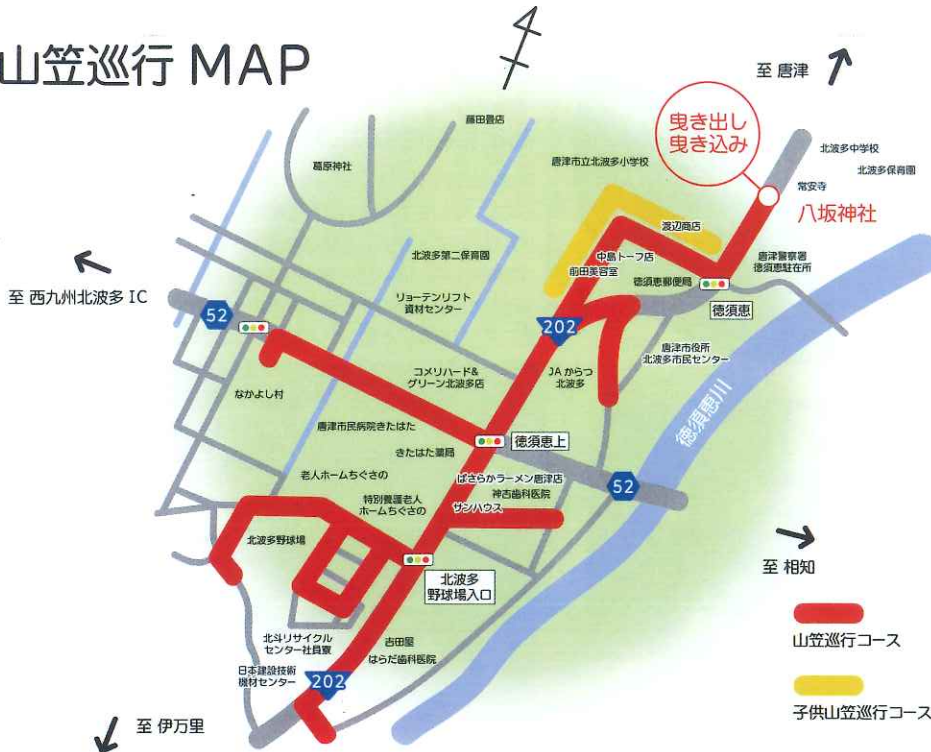 山笠巡行 MAP
至 唐津
藤田畳店
曳き出し
曳き込み
北波多中学校
北波多保育園
葛原神社
唐津市立北波多小学校
常安寺
八坂神社
渡辺商店
北波多第二保育園
中島トーフ店
前田美容室
徳須恵郵便局
唐津警察署
徳須恵駐在所
至 西九州北波多 IC
リョーテンリフト
資材センター
徳須恵
52
202
唐津市役所
北波多市民センター
コメリハード&
グリーン北波多店
JA からつ
北波多
なかよし村
徳須恵川
唐津市民病院きたはた
徳須恵上
きたはた薬局
老人ホームちぐさの
ばさらかラーメン唐津店
神吉歯科医院
52
特別養護老人
ホームちぐさの
サンハウス
北波多野球場
至 相知
北波多
野球場入口
山笠巡行コース
北斗リサイクル
センター社員寮
吉田屋
はらだ歯科医院
日本建設技術
機材センター
202
子供山笠巡行コース
至 伊万里